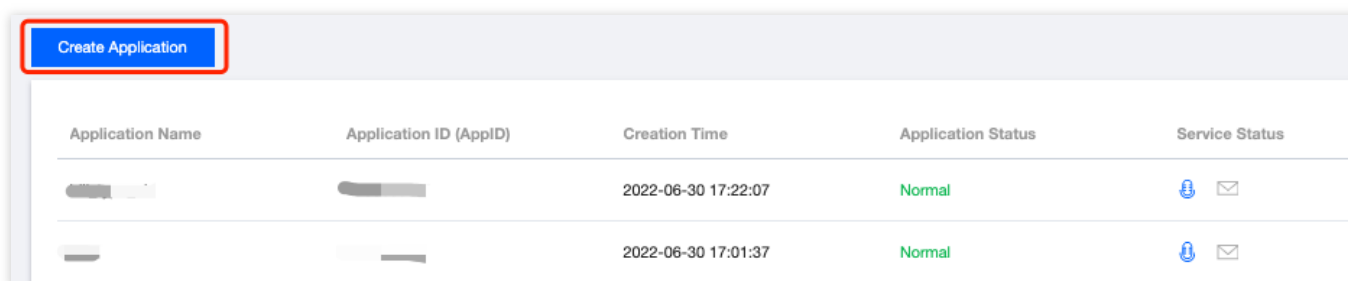 Create Application
Application Name Application ID (AppID) Creation Time Application Status Service Status
2022-06-30 17:22:07 Normal
2022-06-30 17:01:37 Normal